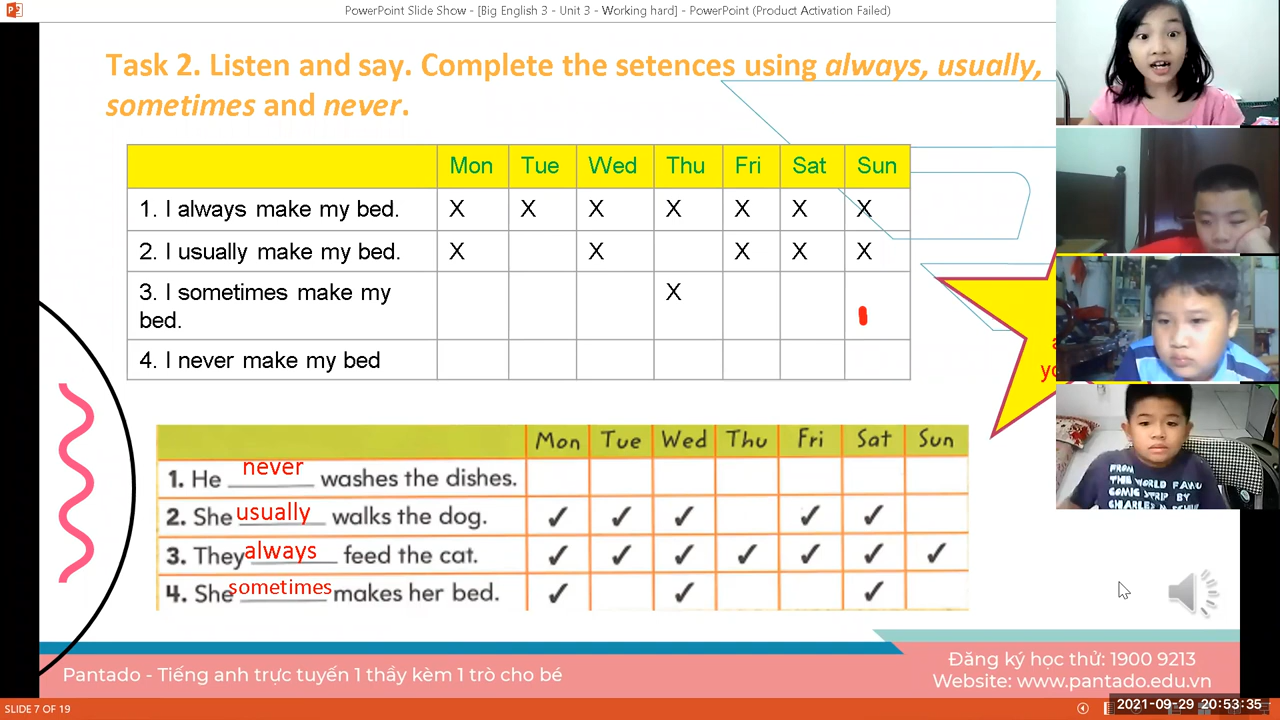 PowerPoint Slide Show - [Big English 3 - Unit 3 - Working hard] - PowerPoint (Product Activation Failed)
Task 2. Listen and say. Complete the setences using always, usually,
sometimes and never.
Mon Tue Wed Thu Fri Sat Sun
1. I always make my bed. X X X X X X X
2. I usually make my bed. X X X X X
3. I sometimes make my X
bed.
4. I never make my bed
Mon Tue Wed Thu Fri Sat Sun
1. He never washes the dishes.
2. She usually walks the dog. ✓ ✓ ✓ ✓ ✓
3. They always feed the cat. ✓ ✓ ✓ ✓ ✓ ✓ ✓
4. She sometimes makes her bed. ✓ ✓ ✓
FROM
THE WORLD
COMIC STRIP BY
Pantado - Tiếng anh trực tuyến 1 thầy kèm 1 trò cho bé
Đăng ký học thử: 1900 9213
Website: www.pantado.edu.vn
SLIDE 7 OF 19
2021-09-29 20:53:35